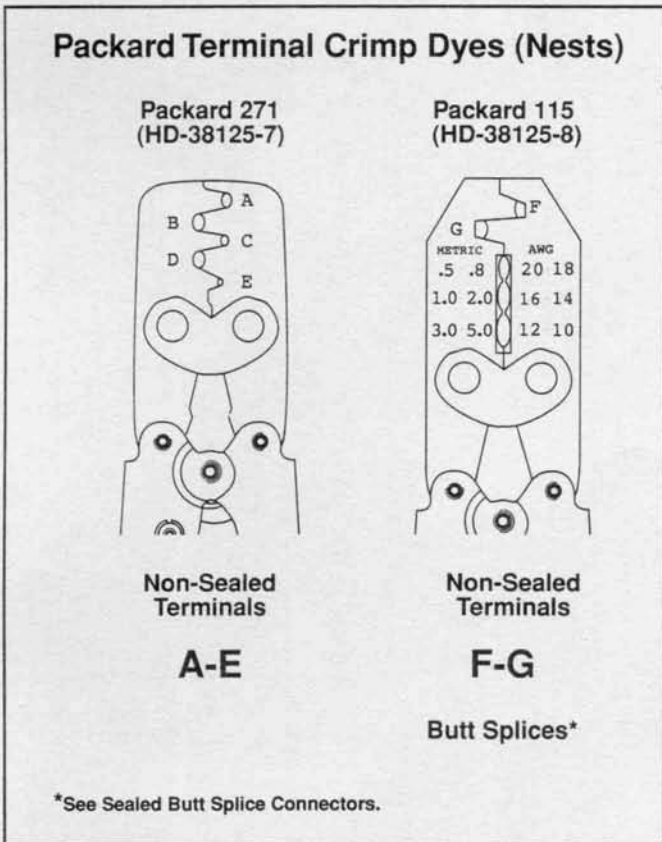 Packard Terminal Crimp Dyes (Nests)
Packard 271
(HD-38125-7)
A
B
C
D
E
Non-Sealed
Terminals
A-E
Packard 115
(HD-38125-8)
F
G
METRIC AWG
.5 .8 20 18
1.0 2.0 16 14
3.0 5.0 12 10
Non-Sealed
Terminals
F-G
Butt Splices*
*See Sealed Butt Splice Connectors.